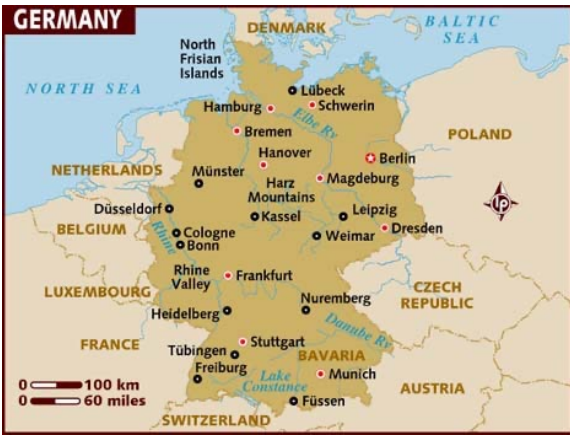 GERMANY
DENMARK
BALTIC
SEA
North
Frisian
Islands
NORTH SEA
Lübeck
Hamburg
Schwerin
Elbe Rv
Bremen
POLAND
Hanover
Berlin
NETHERLANDS
Münster
Harz
Mountains
Magdeburg
Düsseldorf
Kassel
Leipzig
BELGIUM
Cologne
Weimar
Dresden
Bonn
Rhine
Rhine
Valley
Frankfurt
LUXEMBOURG
CZECH
REPUBLIC
Heidelberg
Nuremberg
Danube Rv
FRANCE
Stuttgart
Tübingen
BAVARIA
Freiburg
Lake
Constance
Munich
0 100 km
0 60 miles
AUSTRIA
Füssen
SWITZERLAND
LP